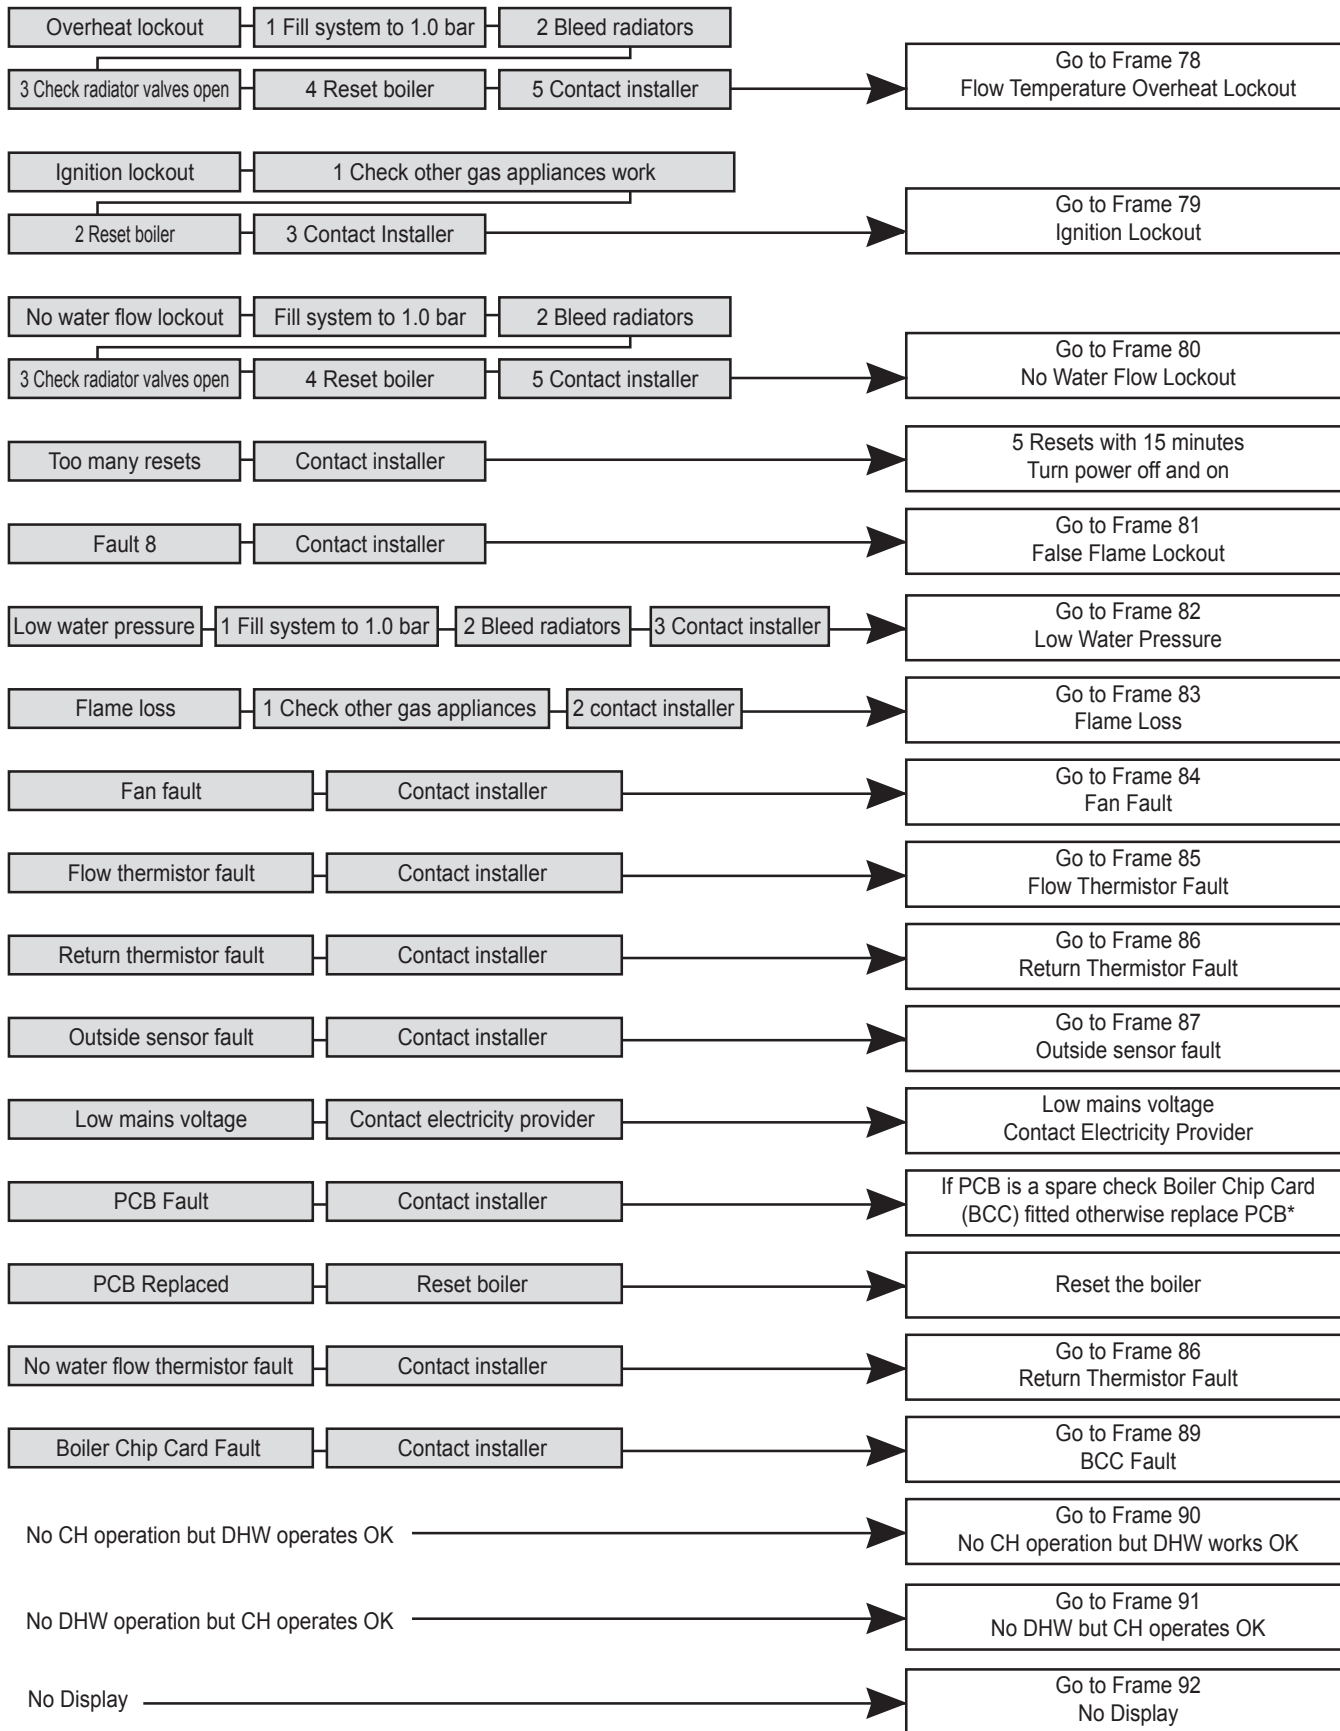 Overheat lockout 1 Fill system to 1.0 bar 2 Bleed radiators
3 Check radiator valves open 4 Reset boiler 5 Contact installer
Go to Frame 78
Flow Temperature Overheat Lockout
Ignition lockout 1 Check other gas appliances work
2 Reset boiler 3 Contact Installer
Go to Frame 79
Ignition Lockout
No water flow lockout Fill system to 1.0 bar 2 Bleed radiators
3 Check radiator valves open 4 Reset boiler 5 Contact installer
Go to Frame 80
No Water Flow Lockout
Too many resets Contact installer
5 Resets with 15 minutes
Turn power off and on
Fault 8 Contact installer
Go to Frame 81
False Flame Lockout
Low water pressure 1 Fill system to 1.0 bar 2 Bleed radiators 3 Contact installer
Go to Frame 82
Low Water Pressure
Flame loss 1 Check other gas appliances 2 contact installer
Go to Frame 83
Flame Loss
Fan fault Contact installer
Go to Frame 84
Fan Fault
Flow thermistor fault Contact installer
Go to Frame 85
Flow Thermistor Fault
Return thermistor fault Contact installer
Go to Frame 86
Return Thermistor Fault
Outside sensor fault Contact installer
Go to Frame 87
Outside sensor fault
Low mains voltage Contact electricity provider
Low mains voltage
Contact Electricity Provider
PCB Fault Contact installer
If PCB is a spare check Boiler Chip Card
(BCC) fitted otherwise replace PCB*
PCB Replaced Reset boiler
Reset the boiler
No water flow thermistor fault Contact installer
Go to Frame 86
Return Thermistor Fault
Boiler Chip Card Fault Contact installer
Go to Frame 89
BCC Fault
No CH operation but DHW operates OK
Go to Frame 90
No CH operation but DHW works OK
No DHW operation but CH operates OK
Go to Frame 91
No DHW but CH operates OK
No Display
Go to Frame 92
No Display